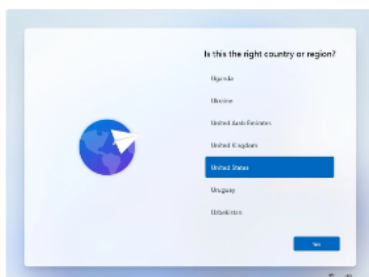 Is this the right country or region?
Uganda
Ukraine
United Arab Emirates
United Kingdom
United States
Uruguay
Uzbekistan
Yes